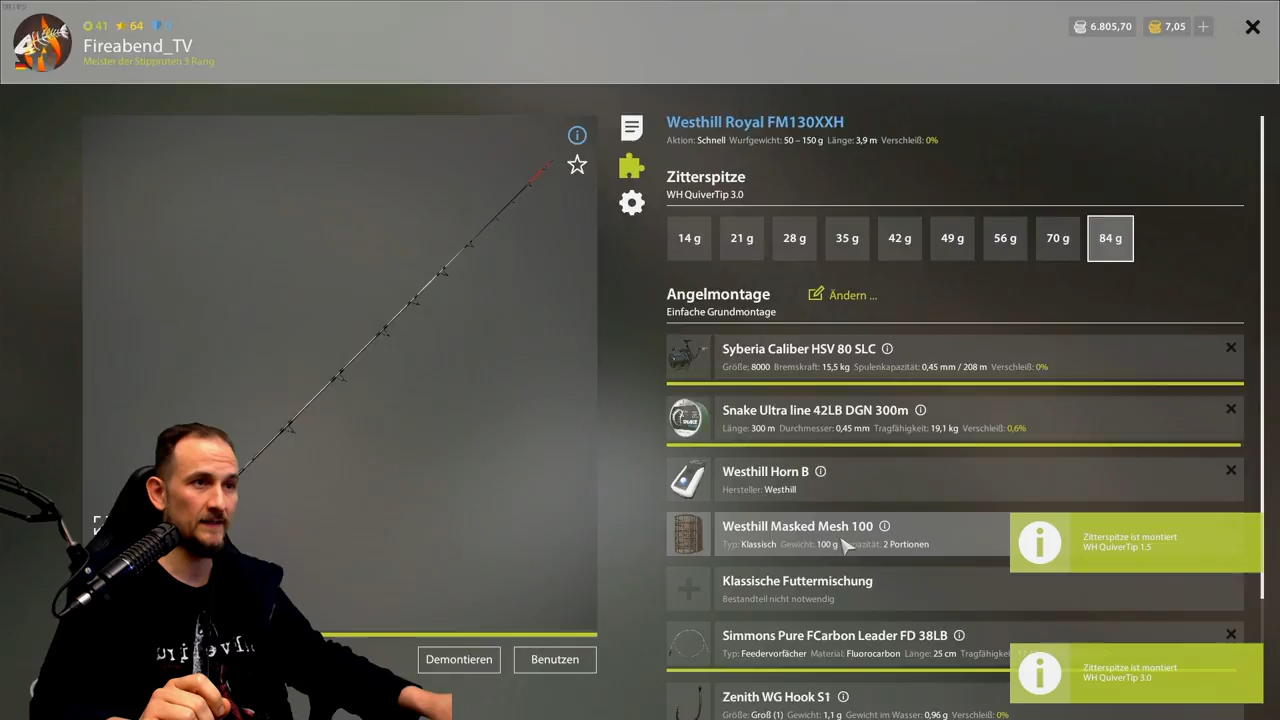 41 64
Fireabend_TV
Meister der Stippruten 3 Rang
6.805,70 7,05
Westhill Royal FM130XXH
Aktion: Schnell Wurfgewicht: 50 – 150 g Länge: 3,9 m Verschleiß: 0%
Zitterspitze
WH QuiverTip 3.0
14 g 21 g 28 g 35 g 42 g 49 g 56 g 70 g 84 g
Angelmontage Ändern ...
Einfache Grundmontage
Syberia Caliber HSV 80 SLC
Größe: 8000 Bremskraft: 15,5 kg Spulenkapazität: 0,45 mm / 208 m Verschleiß: 0%
Snake Ultra line 42LB DGN 300m
Länge: 300 m Durchmesser: 0,45 mm Tragfähigkeit: 19,1 kg Verschleiß: 0,6%
Westhill Horn B
Hersteller: Westhill
Westhill Masked Mesh 100
Typ: Klassisch Gewicht: 100 g azität: 2 Portionen
Zitterspitze ist montiert
WH QuiverTip 1.5
Klassische Futtermischung
Bestandteil nicht notwendig
Simmons Pure FCarbon Leader FD 38LB
Typ: Feedervorfächer Material: Fluorocarbon Länge: 25 cm Tragfähigkeit:
Zitterspitze ist montiert
WH QuiverTip 3.0
Demontieren Benutzen
Zenith WG Hook S1
Größe: Groß (1) Gewicht: 1,1 g Gewicht im Wasser: 0,96 g Verschleiß: 0%